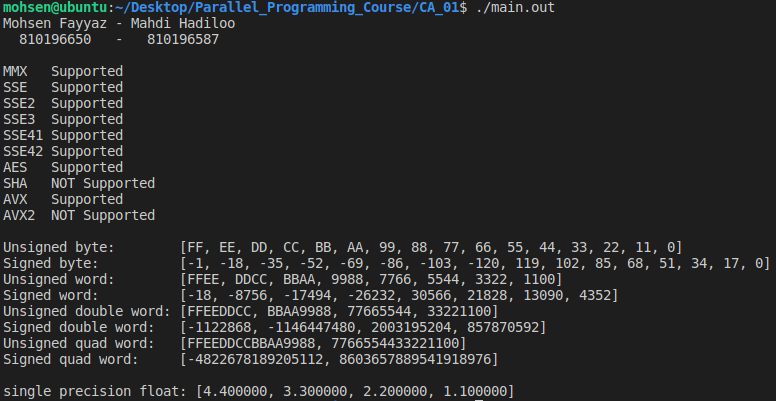 mohsen@ubuntu:~/Desktop/Parallel_Programming_Course/CA_01$ ./main.out
Mohsen Fayyaz - Mahdi Hadiloo
810196650 - 810196587
MMX Supported
SSE Supported
SSE2 Supported
SSE3 Supported
SSE41 Supported
SSE42 Supported
AES Supported
SHA NOT Supported
AVX Supported
AVX2 NOT Supported
Unsigned byte: [FF, EE, DD, CC, BB, AA, 99, 88, 77, 66, 55, 44, 33, 22, 11, 0]
Signed byte: [-1, -18, -35, -52, -69, -86, -103, -120, 119, 102, 85, 68, 51, 34, 17, 0]
Unsigned word: [FFEE, DDCC, BBAA, 9988, 7766, 5544, 3322, 1100]
Signed word: [-18, -8756, -17494, -26232, 30566, 21828, 13090, 4352]
Unsigned double word: [FFEEDDCC, BBAA9988, 77665544, 33221100]
Signed double word: [-1122868, -1146447480, 2003195204, 857870592]
Unsigned quad word: [FFEEDDCCBBAA9988, 7766554433221100]
Signed quad word: [-4822678189205112, 8603657889541918976]
single precision float: [4.400000, 3.300000, 2.200000, 1.100000]